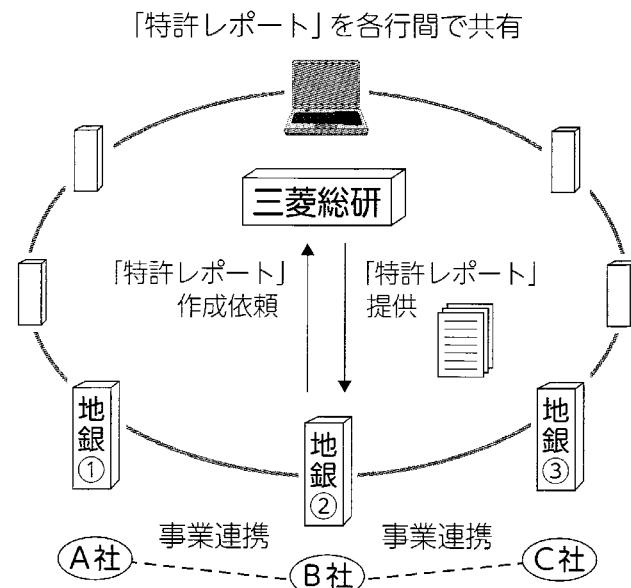 「特許レポート」を各行間で共有
三菱総研
「特許レポート」
作成依頼
「特許レポート」
提供
地銀①
地銀②
地銀③
事業連携
事業連携
A社
B社
C社